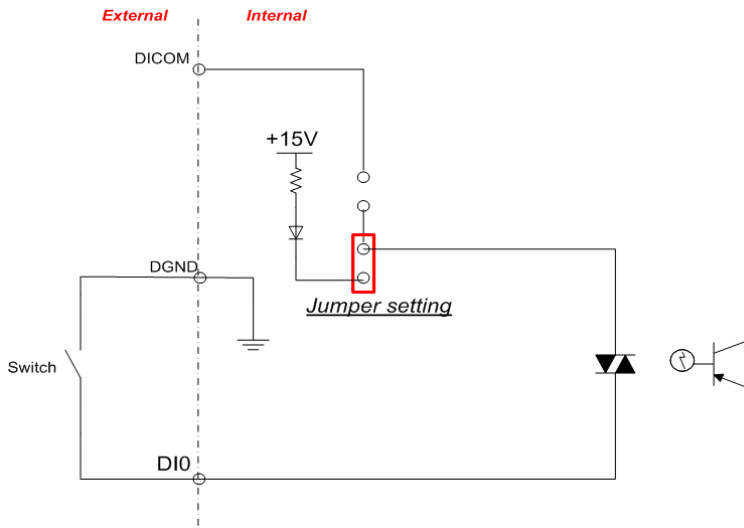 External
Internal
DICOM
+15V
DGND
Jumper setting
Switch
DI0